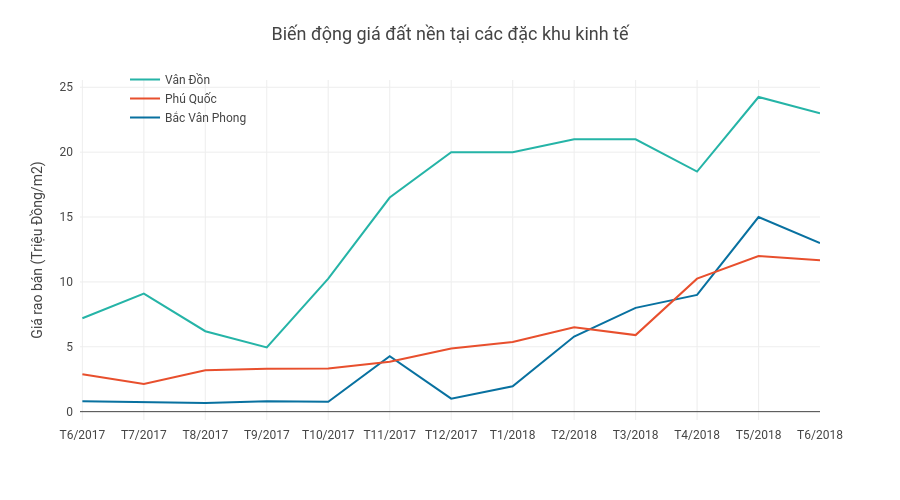 Biến động giá đất nền tại các đặc khu kinh tế
Vân Đồn
Phú Quốc
Bắc Vân Phong
Giá rao bán (Triệu Đồng/m2)
25
20
15
10
5
0
T6/2017 T7/2017 T8/2017 T9/2017 T10/2017 T11/2017 T12/2017 T1/2018 T2/2018 T3/2018 T4/2018 T5/2018 T6/2018